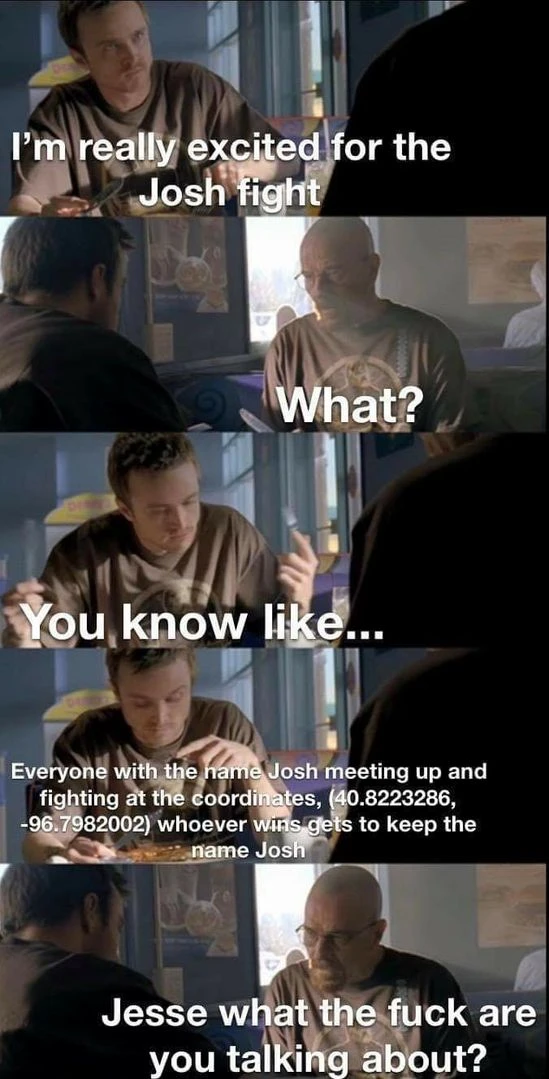 I'm really excited for the
Josh fight
What?
You know like...
Everyone with the name Josh meeting up and
fighting at the coordinates, (40.8223286,
-96.7982002) whoever wins gets to keep the
name Josh
Jesse what the fuck are
you talking about?